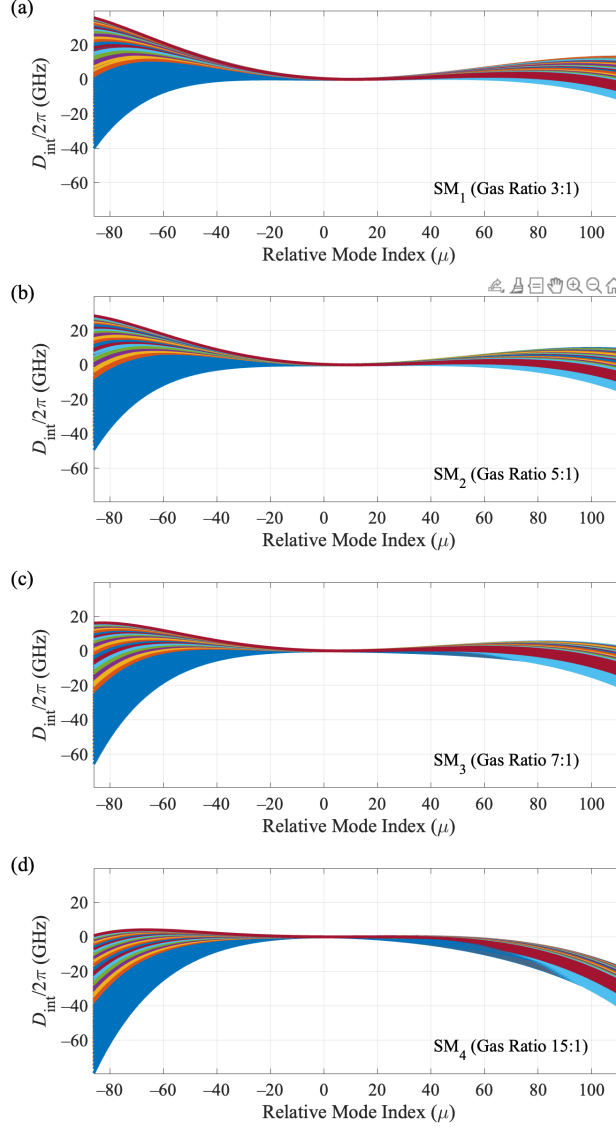 (a)
20
0
−20
−40
−60
D_int/2π (GHz)
SM₁ (Gas Ratio 3:1)
−80 −60 −40 −20 0 20 40 60 80 100
Relative Mode Index (μ)
(b)
20
0
−20
−40
−60
D_int/2π (GHz)
SM₂ (Gas Ratio 5:1)
−80 −60 −40 −20 0 20 40 60 80 100
Relative Mode Index (μ)
(c)
20
0
−20
−40
−60
D_int/2π (GHz)
SM₃ (Gas Ratio 7:1)
−80 −60 −40 −20 0 20 40 60 80 100
Relative Mode Index (μ)
(d)
20
0
−20
−40
−60
D_int/2π (GHz)
SM₄ (Gas Ratio 15:1)
−80 −60 −40 −20 0 20 40 60 80 100
Relative Mode Index (μ)